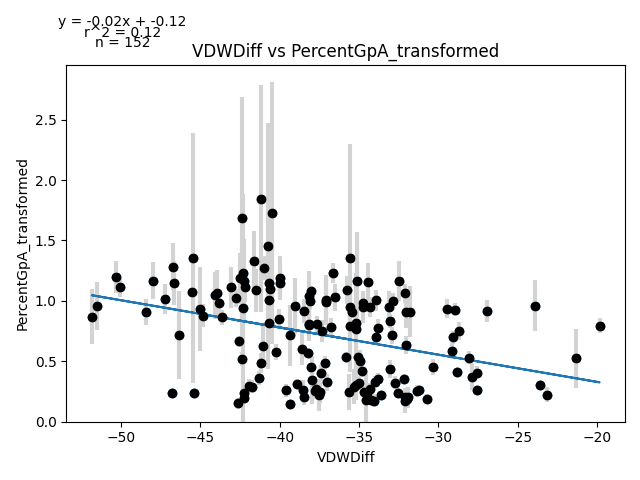 y = -0.02x + -0.12
r^2 = 0.12
n = 152
VDWDiff vs PercentGpA_transformed
PercentGpA_transformed
2.5
2.0
1.5
1.0
0.5
0.0
−50
−45
−40
−35
−30
−25
−20
VDWDiff